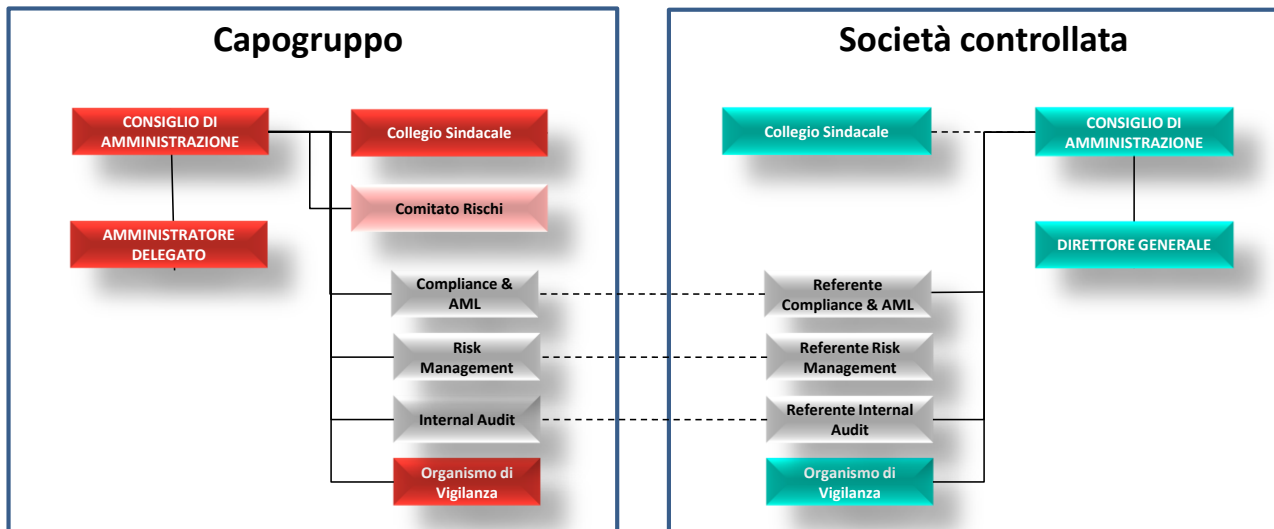 Capogruppo
CONSIGLIO DI
AMMINISTRAZIONE
Collegio Sindacale
Comitato Rischi
AMMINISTRATORE
DELEGATO
Compliance &
AML
Risk
Management
Internal Audit
Organismo di
Vigilanza
Società controllata
Collegio Sindacale
CONSIGLIO DI
AMMINISTRAZIONE
DIRETTORE GENERALE
Referente
Compliance & AML
Referente Risk
Management
Referente Internal
Audit
Organismo di
Vigilanza